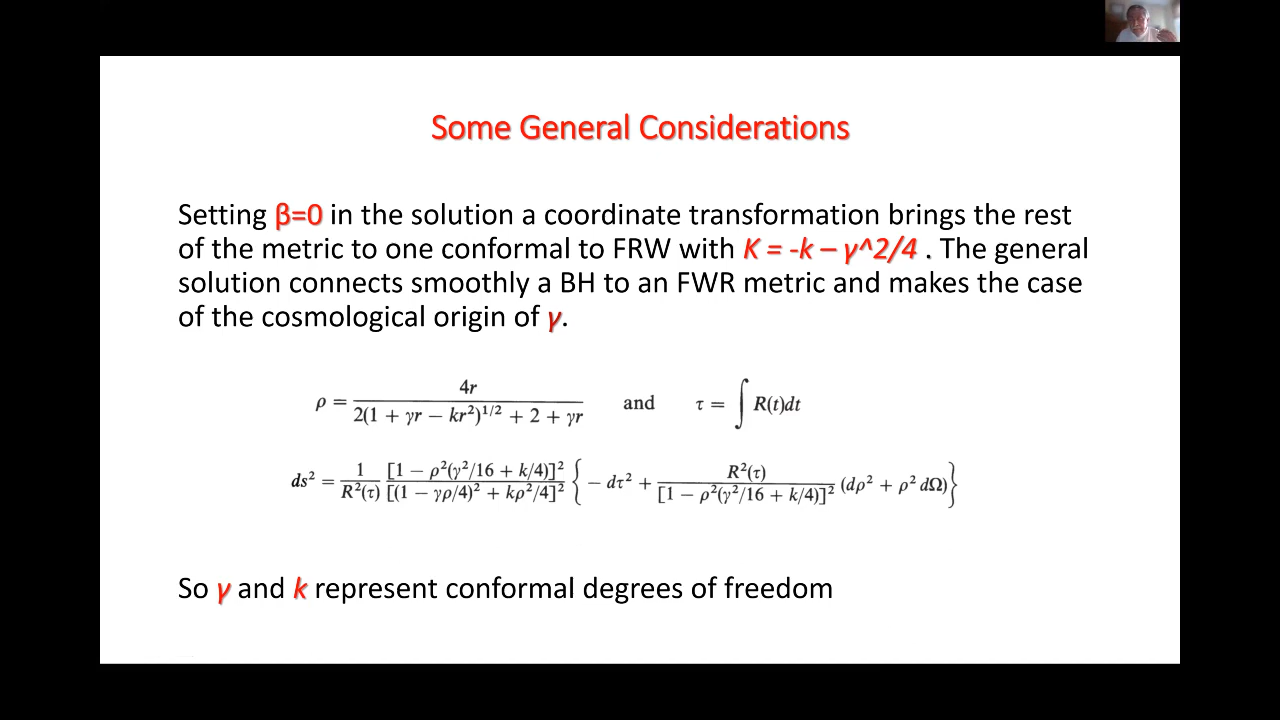 Some General Considerations
Setting β=0 in the solution a coordinate transformation brings the rest
of the metric to one conformal to FRW with K = -k – γ^2/4 . The general
solution connects smoothly a BH to an FWR metric and makes the case
of the cosmological origin of γ.
ρ = 4r / 2(1 + γr − kr²)^{1/2} + 2 + γr and τ = ∫ R(t)dt
ds² = 1/R²(τ) [1 − ρ²(γ²/16 + k/4)]²/[(1 − γρ/4)² + kρ²/4]² { − dτ² + R²(τ)/[1 − ρ²(γ²/16 + k/4)]² (dρ² + ρ² dΩ) }
So γ and k represent conformal degrees of freedom